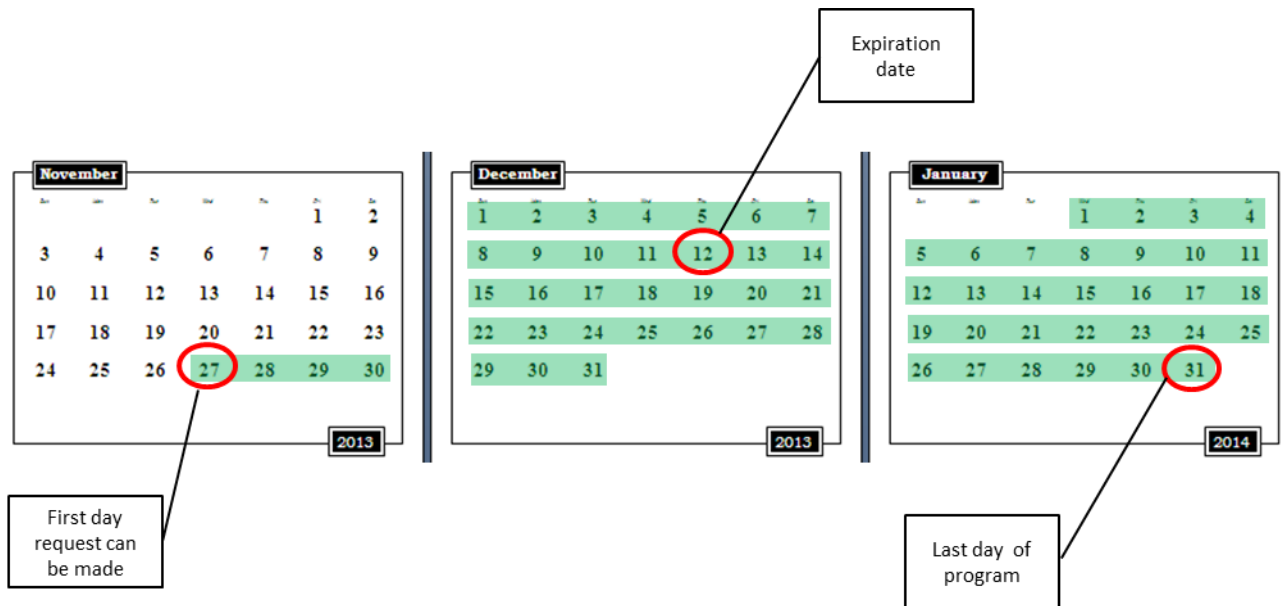 Expiration
date
November
1 2
3 4 5 6 7 8 9
10 11 12 13 14 15 16
17 18 19 20 21 22 23
24 25 26 27 28 29 30
2013
December
1 2 3 4 5 6 7
8 9 10 11 12 13 14
15 16 17 18 19 20 21
22 23 24 25 26 27 28
29 30 31
2013
January
1 2 3 4
5 6 7 8 9 10 11
12 13 14 15 16 17 18
19 20 21 22 23 24 25
26 27 28 29 30 31
2014
First day
request can
be made
Last day of
program